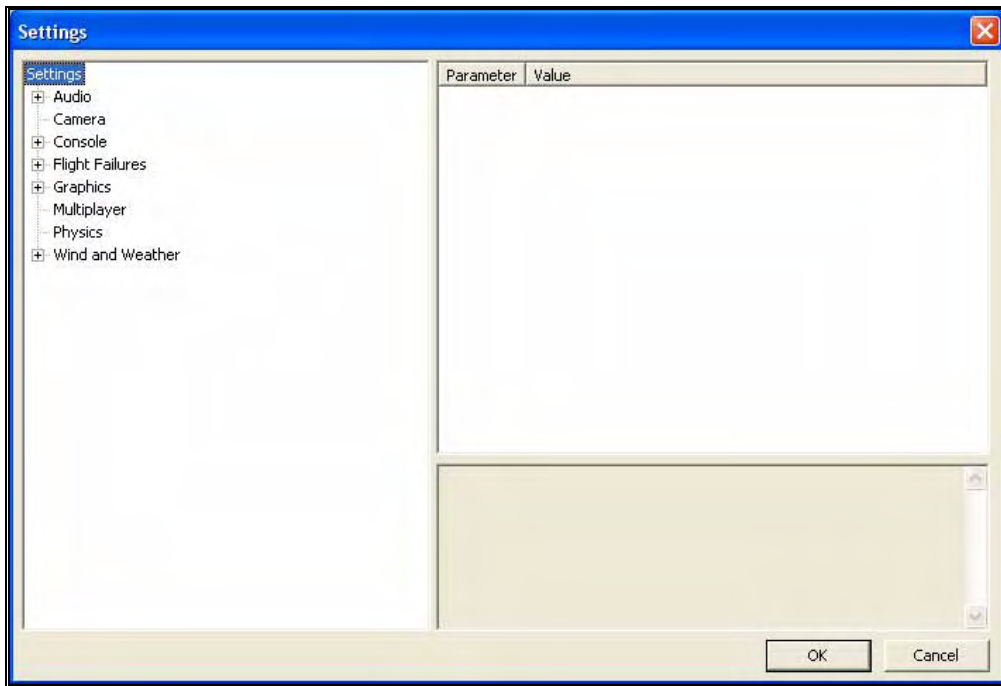 Settings
Settings
Audio
Camera
Console
Flight Failures
Graphics
Multiplayer
Physics
Wind and Weather
Parameter Value
OK Cancel